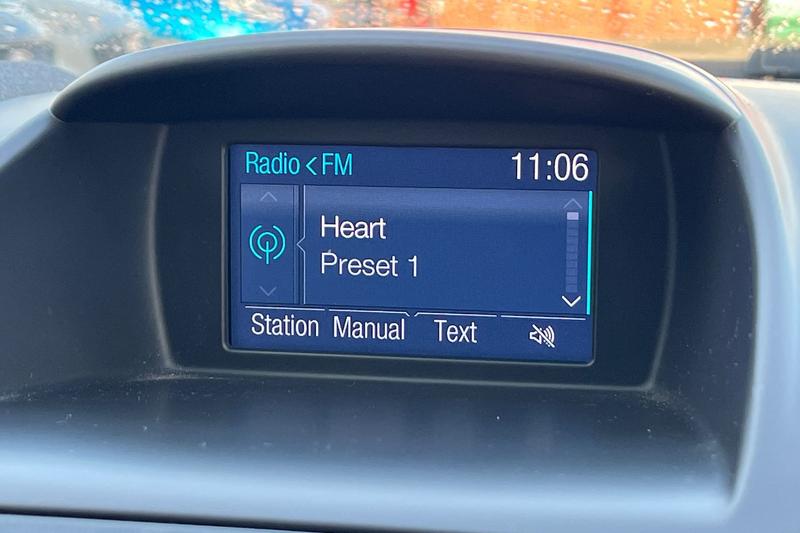 Radio < FM 11:06
Heart
Preset 1
Station Manual Text